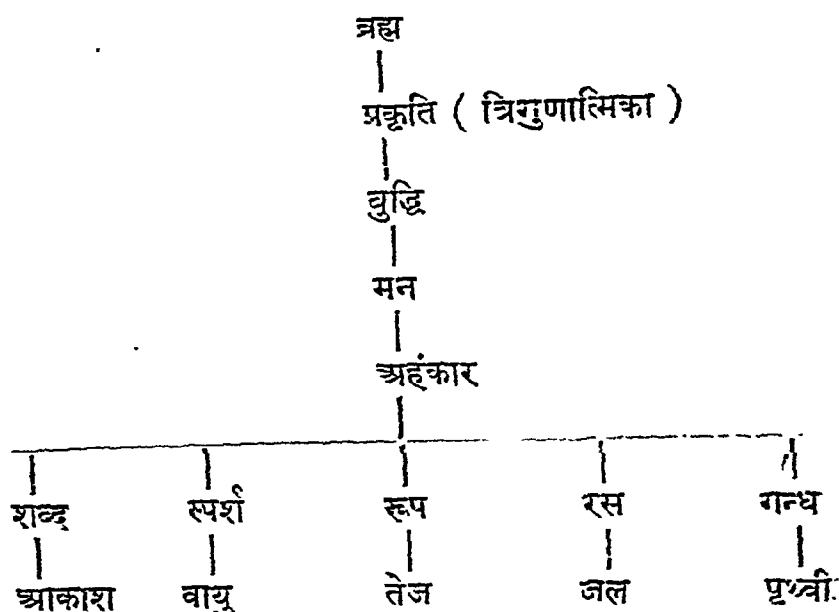 ब्रह्म
प्रकृति ( त्रिगुणात्मिका )
बुद्धि
मन
अहंकार
शब्द स्पर्श रूप रस गन्ध
आकाश वायु तेज जल पृथ्वी